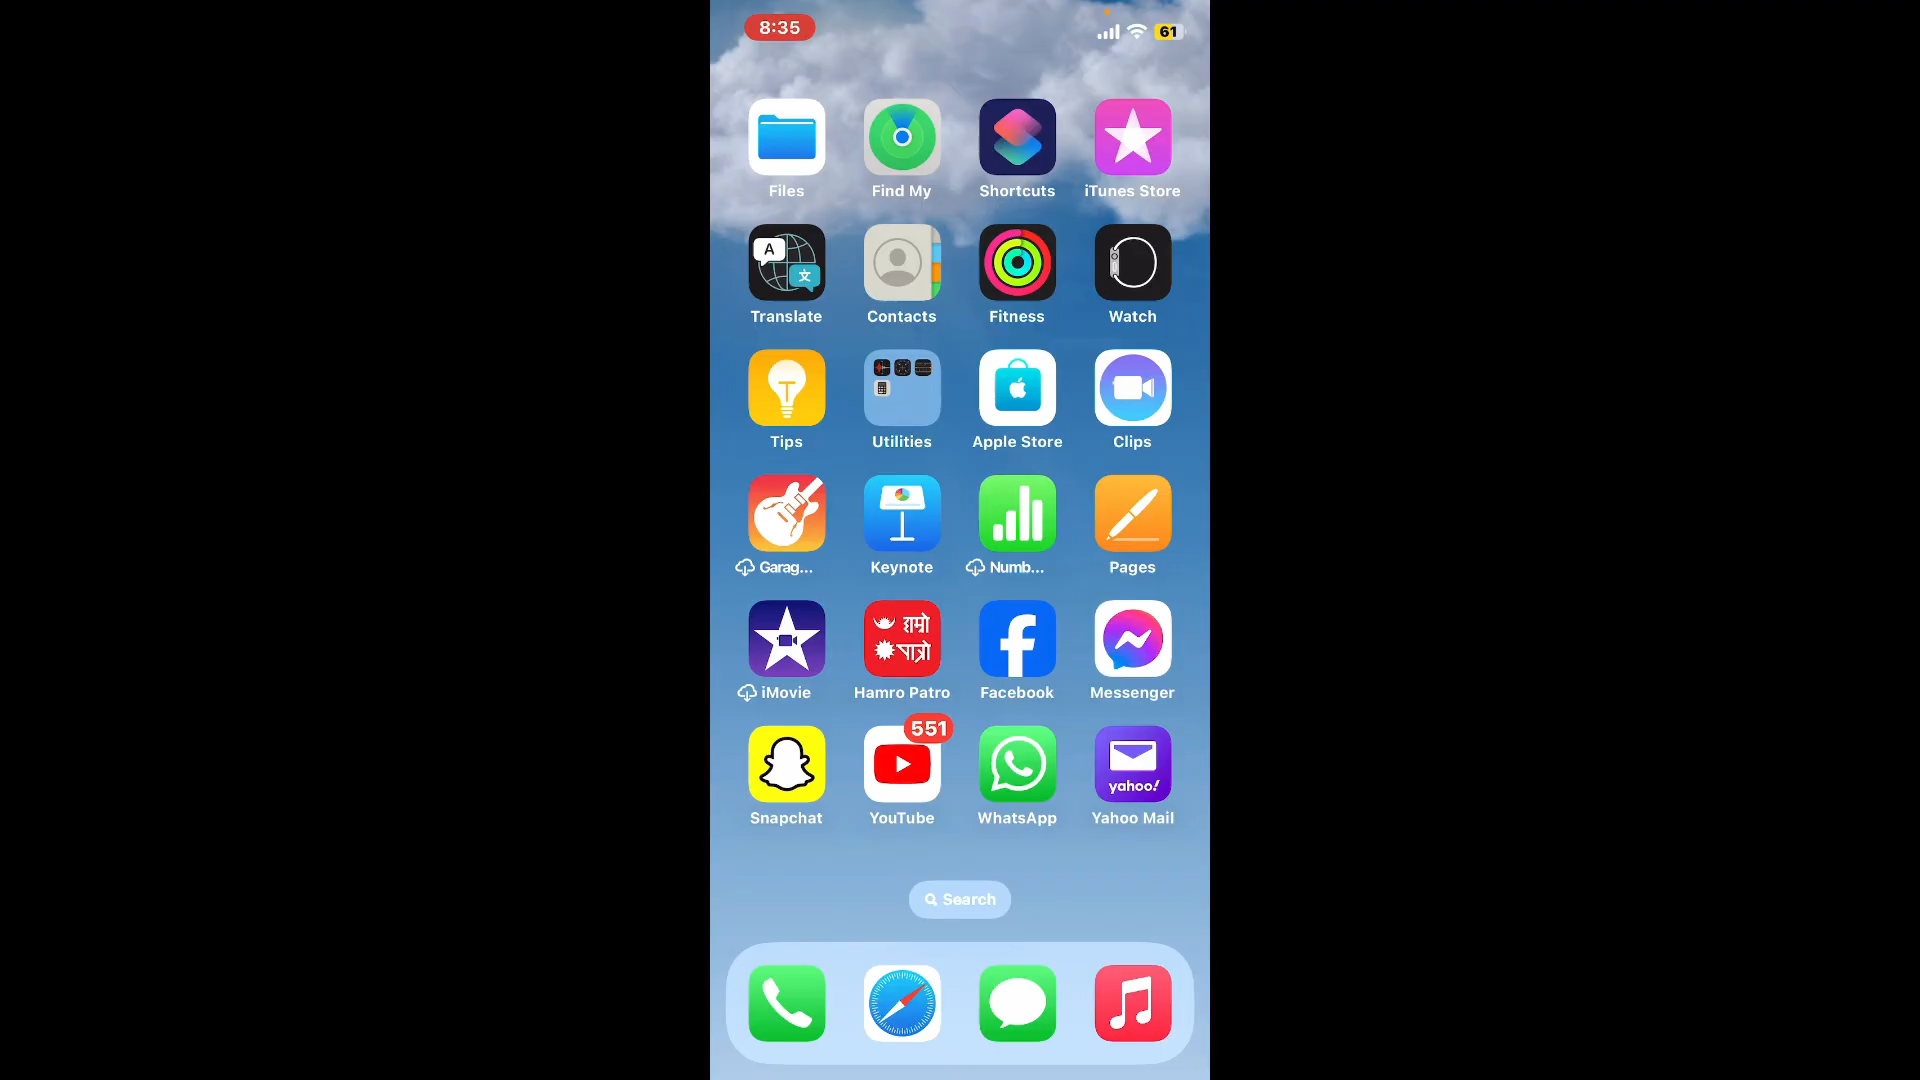 8:35
61
Files Find My Shortcuts iTunes Store
A
文
Translate Contacts Fitness Watch
Tips Utilities Apple Store Clips
Garag... Keynote Numb... Pages
हाम्रो
पात्रो
iMovie Hamro Patro Facebook Messenger
551
yahoo!
Snapchat YouTube WhatsApp Yahoo Mail
Search